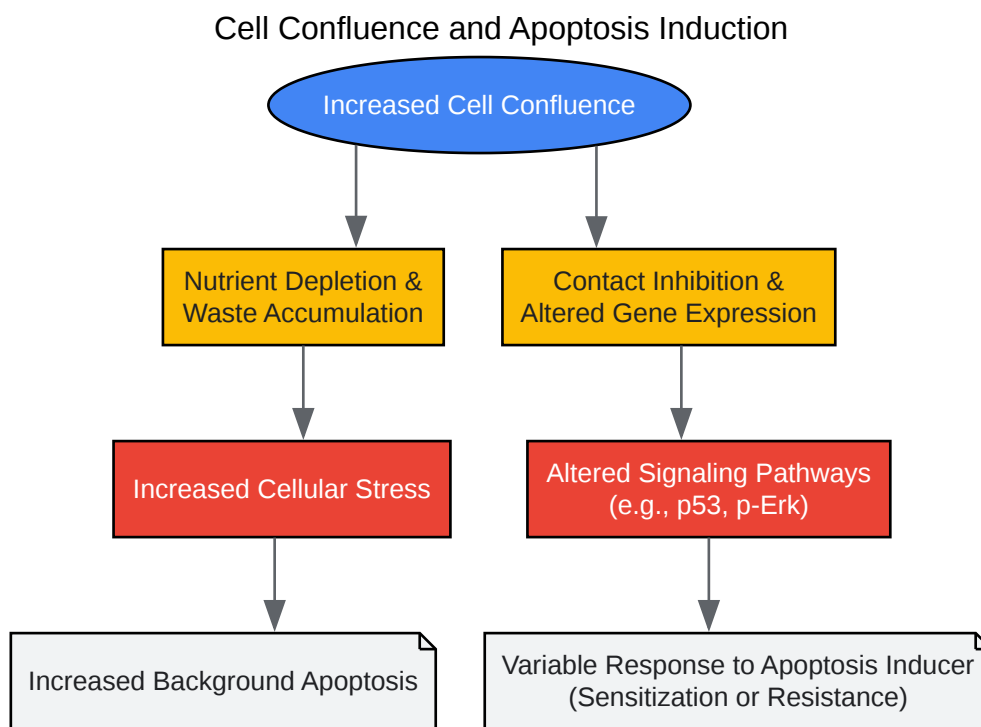 Cell Confluence and Apoptosis Induction
Increased Cell Confluence
Nutrient Depletion &
Waste Accumulation
Contact Inhibition &
Altered Gene Expression
Increased Cellular Stress
Altered Signaling Pathways
(e.g., p53, p-Erk)
Increased Background Apoptosis
Variable Response to Apoptosis Inducer
(Sensitization or Resistance)